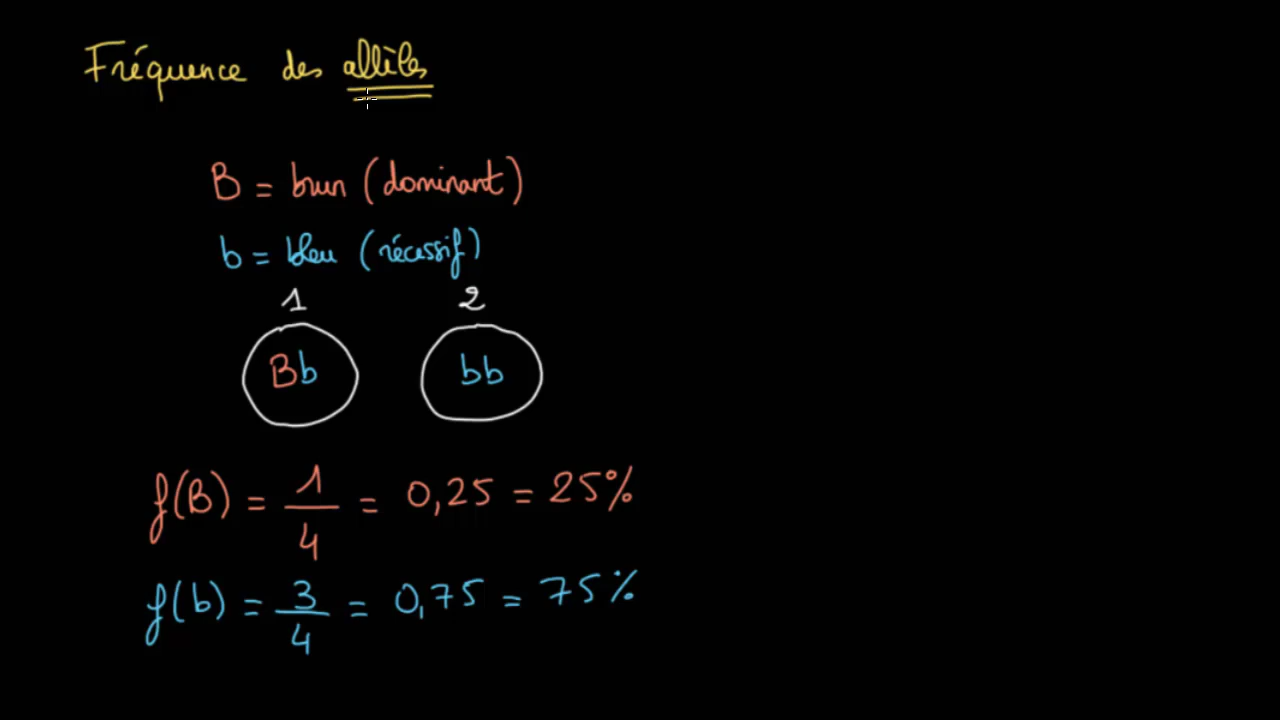 Fréquence des allèles
B = brun (dominant)
b = bleu (récessif)
1 2
Bb bb
f(B) = 1/4 = 0,25 = 25%
f(b) = 3/4 = 0,75 = 75%